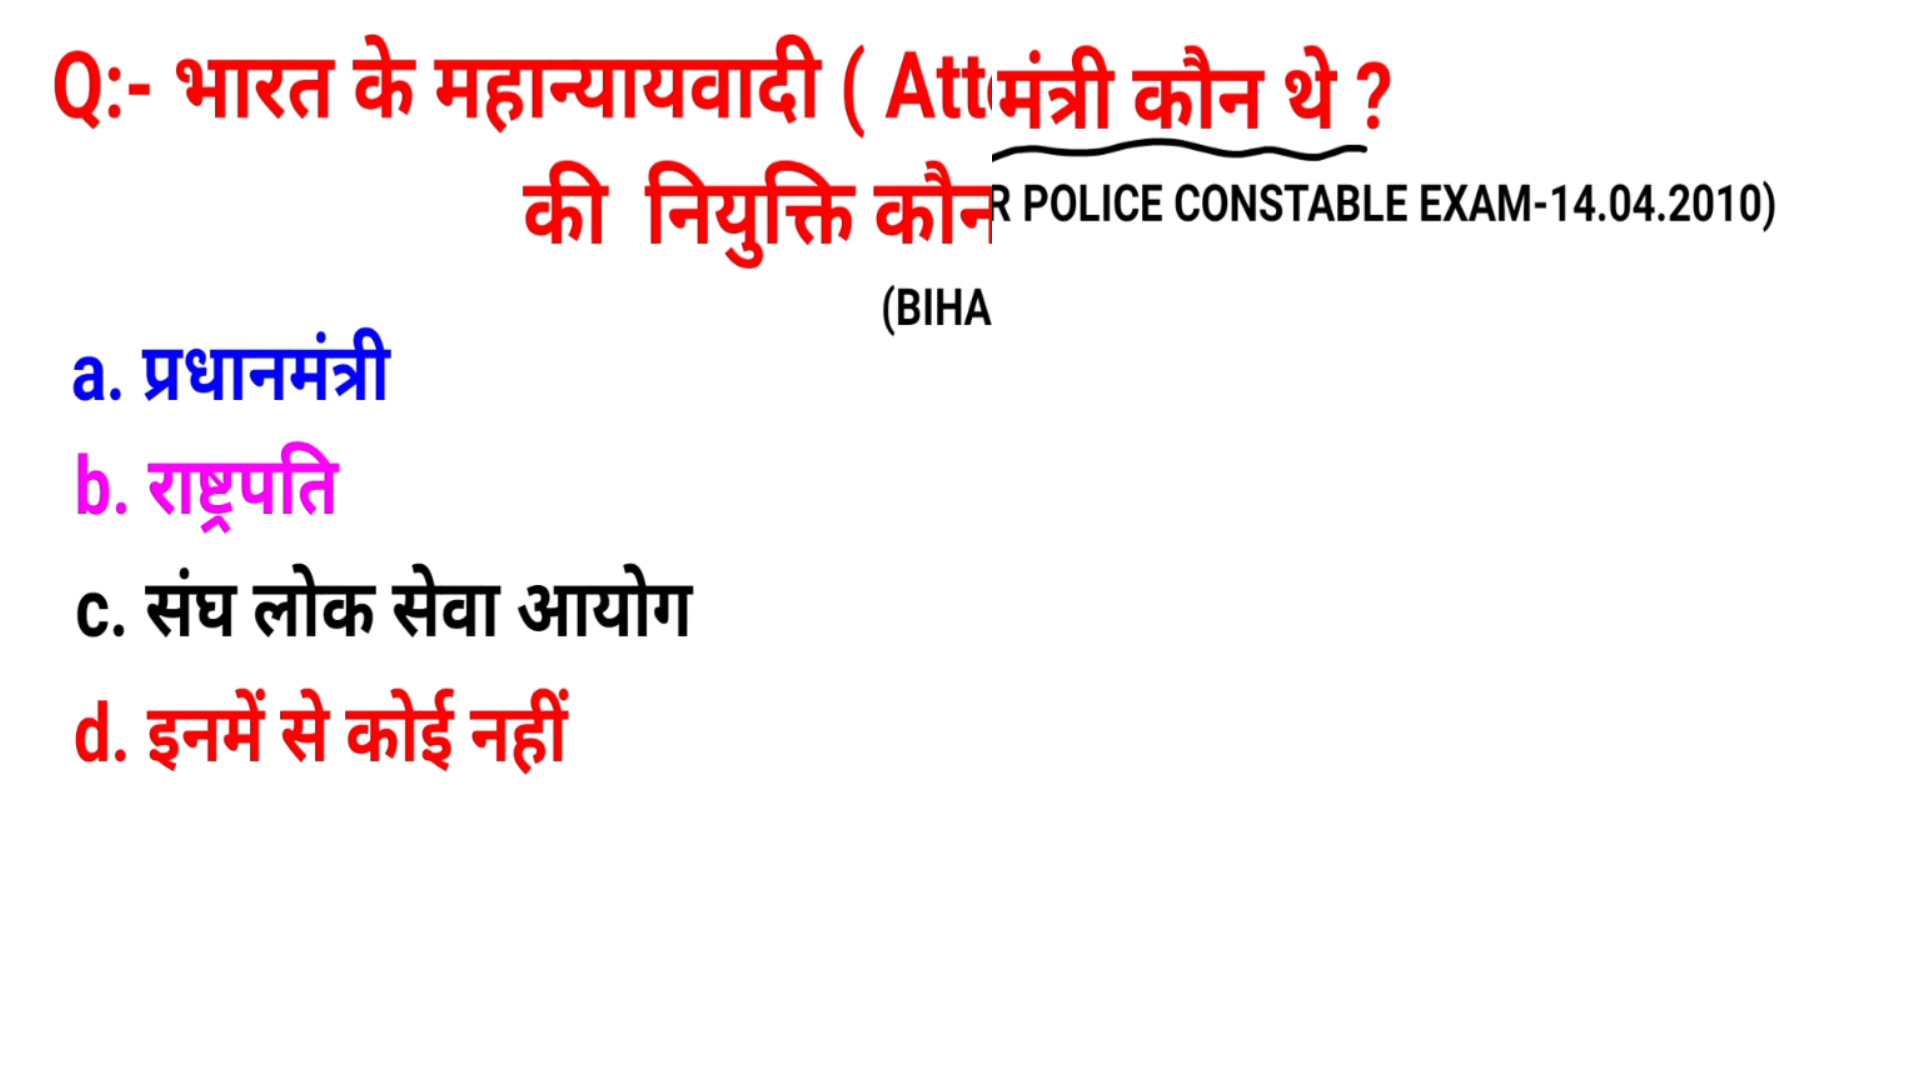 Q:- भारत के महान्यायवादी ( Att
मंत्री कौन थे ?
की नियुक्ति कौन
R POLICE CONSTABLE EXAM-14.04.2010)
(BIHA
a. प्रधानमंत्री
b. राष्ट्रपति
c. संघ लोक सेवा आयोग
d. इनमें से कोई नहीं